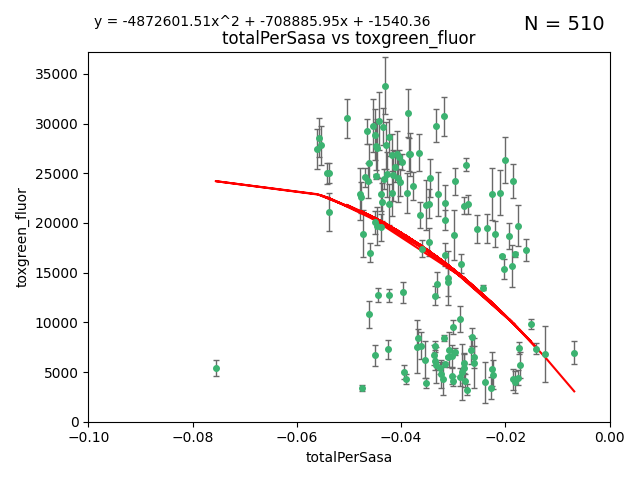 y = -4872601.51x^2 + -708885.95x + -1540.36
N = 510
totalPerSasa vs toxgreen_fluor
35000
30000
25000
20000
15000
10000
5000
0
toxgreen_fluor
−0.10
−0.08
−0.06
−0.04
−0.02
0.00
totalPerSasa